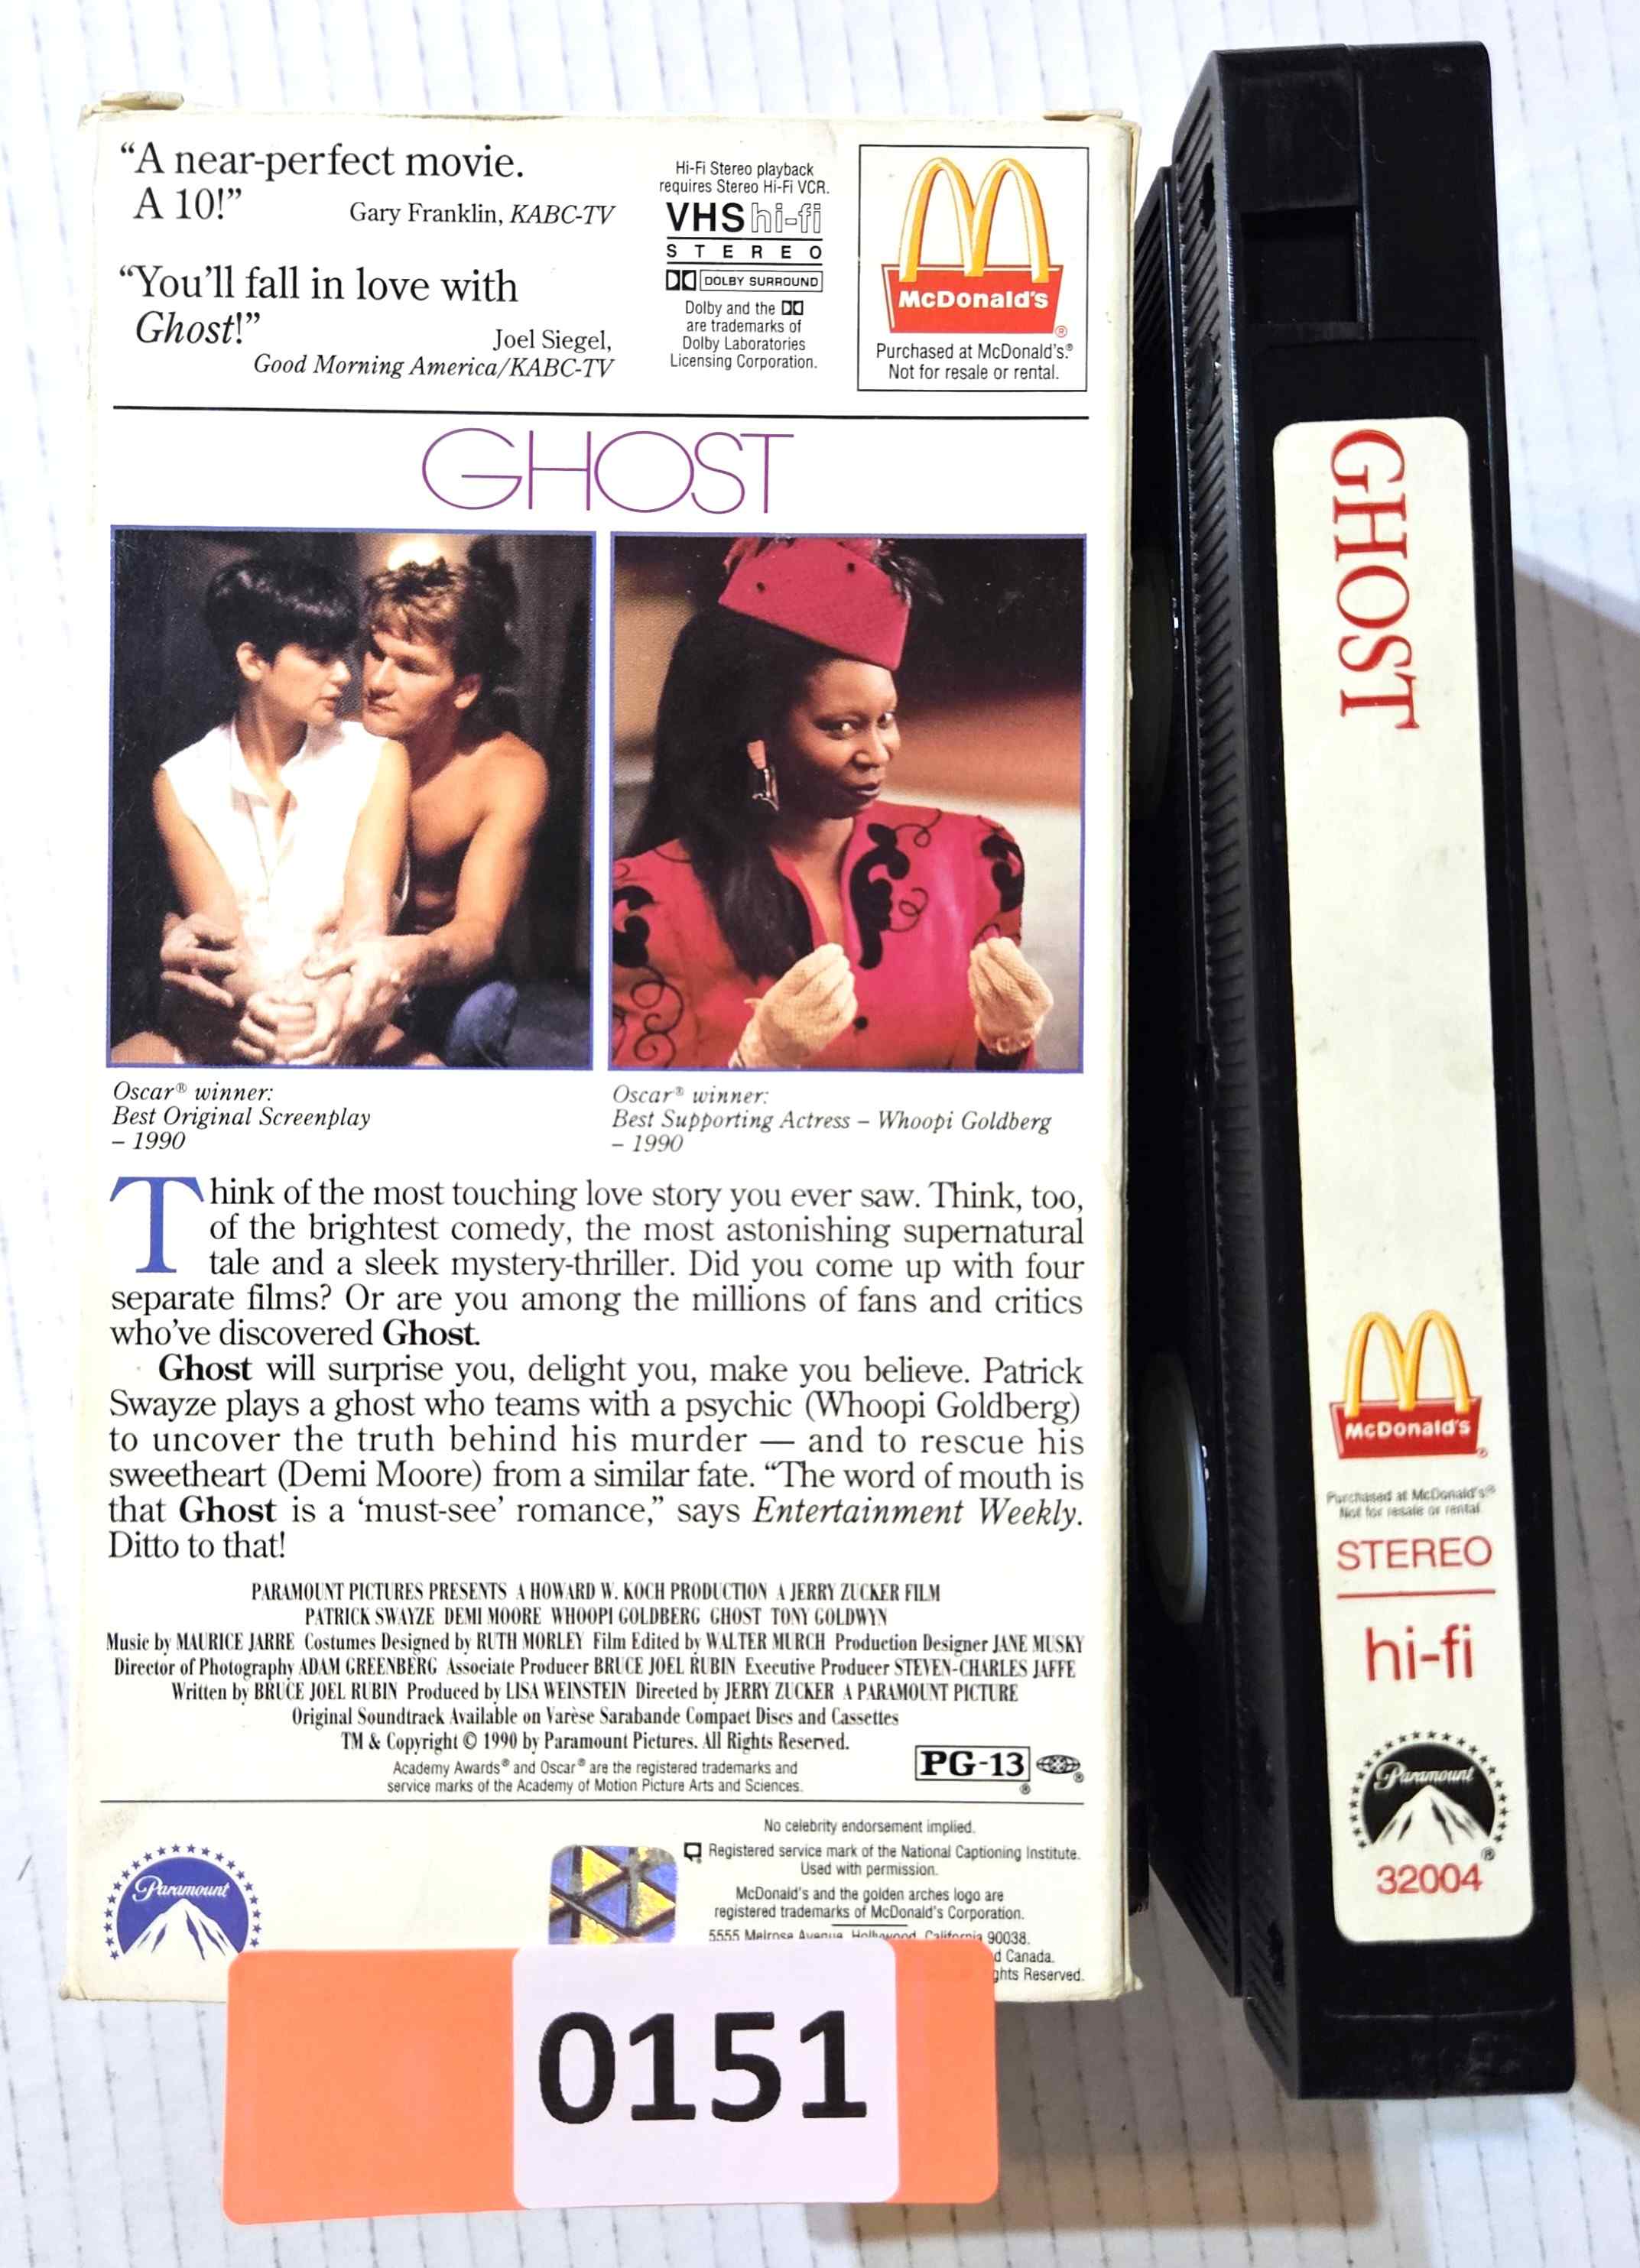 “A near-perfect movie.
A 10!”
Gary Franklin, KABC-TV
“You’ll fall in love with
Ghost!”
Joel Siegel,
Good Morning America/KABC-TV
Hi-Fi Stereo playback
requires Stereo Hi-Fi VCR.
VHS hi-fi
STEREO
DOLBY SURROUND
Dolby and the
are trademarks of
Dolby Laboratories
Licensing Corporation.
McDonald's
®
Purchased at McDonald's.®
Not for resale or rental.
GHOST
Oscar® winner:
Best Original Screenplay
– 1990
Oscar® winner:
Best Supporting Actress – Whoopi Goldberg
– 1990
Think of the most touching love story you ever saw. Think, too,
of the brightest comedy, the most astonishing supernatural
tale and a sleek mystery-thriller. Did you come up with four
separate films? Or are you among the millions of fans and critics
who’ve discovered Ghost.
Ghost will surprise you, delight you, make you believe. Patrick
Swayze plays a ghost who teams with a psychic (Whoopi Goldberg)
to uncover the truth behind his murder — and to rescue his
sweetheart (Demi Moore) from a similar fate. “The word of mouth is
that Ghost is a ‘must-see’ romance,” says Entertainment Weekly.
Ditto to that!
PARAMOUNT PICTURES PRESENTS A HOWARD W. KOCH PRODUCTION A JERRY ZUCKER FILM
PATRICK SWAYZE DEMI MOORE WHOOPI GOLDBERG GHOST TONY GOLDWYN
Music by MAURICE JARRE Costumes Designed by RUTH MORLEY Film Edited by WALTER MURCH Production Designer JANE MUSKY
Director of Photography ADAM GREENBERG Associate Producer BRUCE JOEL RUBIN Executive Producer STEVEN-CHARLES JAFFE
Written by BRUCE JOEL RUBIN Produced by LISA WEINSTEIN Directed by JERRY ZUCKER A PARAMOUNT PICTURE
Original Soundtrack Available on Varèse Sarabande Compact Discs and Cassettes
TM & Copyright © 1990 by Paramount Pictures. All Rights Reserved.
Academy Awards® and Oscar® are the registered trademarks and
service marks of the Academy of Motion Picture Arts and Sciences.
PG-13
®
®
Paramount
No celebrity endorsement implied.
Registered service mark of the National Captioning Institute.
Used with permission.
McDonald's and the golden arches logo are
registered trademarks of McDonald's Corporation.
5555 Melrose Avenue, Hollywood, California 90038.
Canada.
Reserved.
0151
GHOST
McDonald's
®
Purchased at McDonald's®
Not for resale or rental
STEREO
hi-fi
Paramount
®
32004